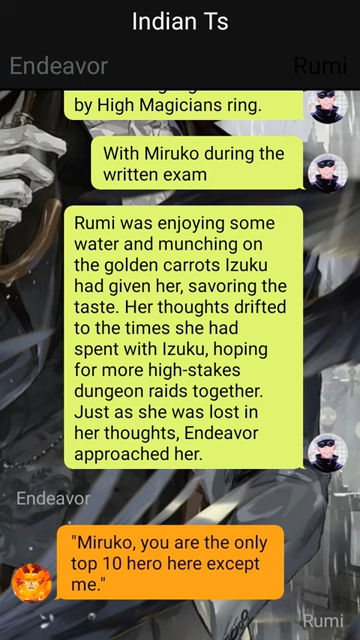 Indian Ts
Endeavor
Rumi
by High Magicians ring.
With Miruko during the
written exam
Rumi was enjoying some
water and munching on
the golden carrots Izuku
had given her, savoring the
taste. Her thoughts drifted
to the times she had
spent with Izuku, hoping
for more high-stakes
dungeon raids together.
Just as she was lost in
her thoughts, Endeavor
approached her.
Endeavor
"Miruko, you are the only
top 10 hero here except
me."
Rumi